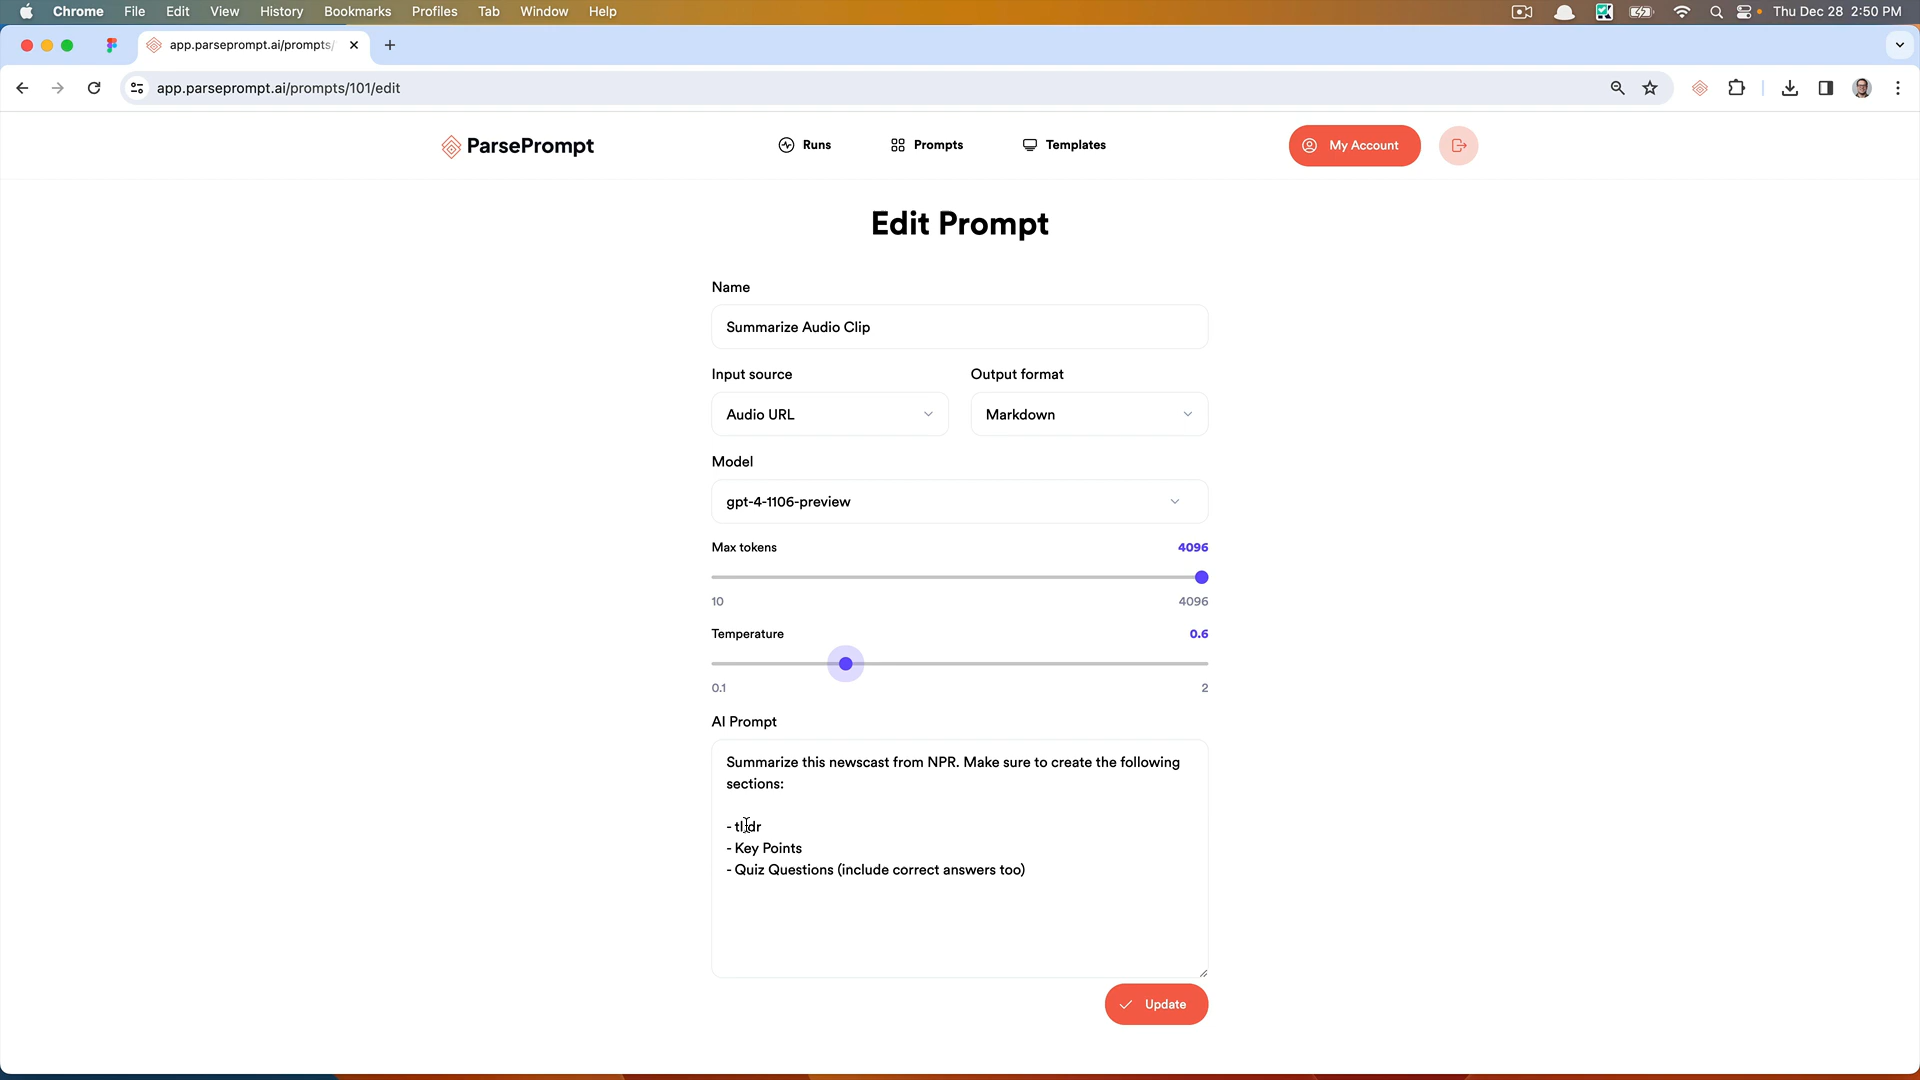 Chrome File Edit View History Bookmarks Profiles Tab Window Help Thu Dec 28 2:50 PM
app.parseprompt.ai/prompts/
app.parseprompt.ai/prompts/101/edit
ParsePrompt Runs Prompts Templates My Account
Edit Prompt
Name
Summarize Audio Clip
Input source Output format
Audio URL Markdown
Model
gpt-4-1106-preview
Max tokens 4096
10 4096
Temperature 0.6
0.1 2
AI Prompt
Summarize this newscast from NPR. Make sure to create the following
sections:
- tl;dr
- Key Points
- Quiz Questions (include correct answers too)
Update